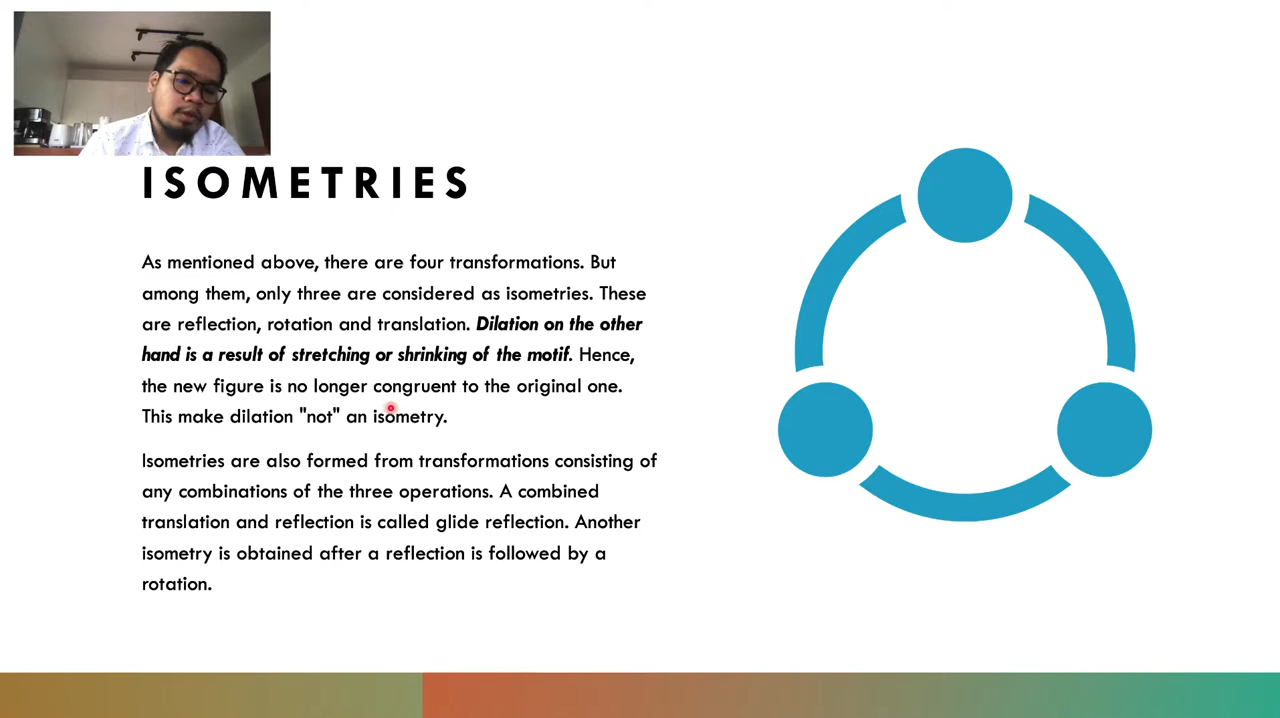 ISOMETRIES
As mentioned above, there are four transformations. But
among them, only three are considered as isometries. These
are reflection, rotation and translation. Dilation on the other
hand is a result of stretching or shrinking of the motif. Hence,
the new figure is no longer congruent to the original one.
This make dilation "not" an isometry.
Isometries are also formed from transformations consisting of
any combinations of the three operations. A combined
translation and reflection is called glide reflection. Another
isometry is obtained after a reflection is followed by a
rotation.